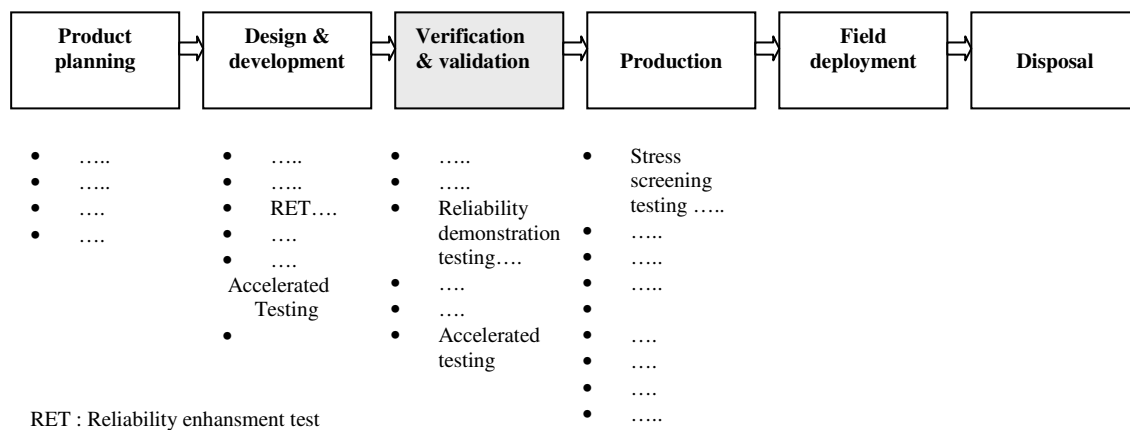 Product
planning
Design &
development
Verification
& validation
Production
Field
deployment
Disposal
• …..
• …..
• ….
• ….
• …..
• …..
• RET….
• ….
• ….
Accelerated
Testing
•
• …..
• …..
• Reliability
demonstration
testing….
• ….
• ….
• Accelerated
testing
• Stress
screening
testing …..
• …..
• …..
• …..
•
• ….
• ….
• ….
• …..
RET : Reliability enhansment test